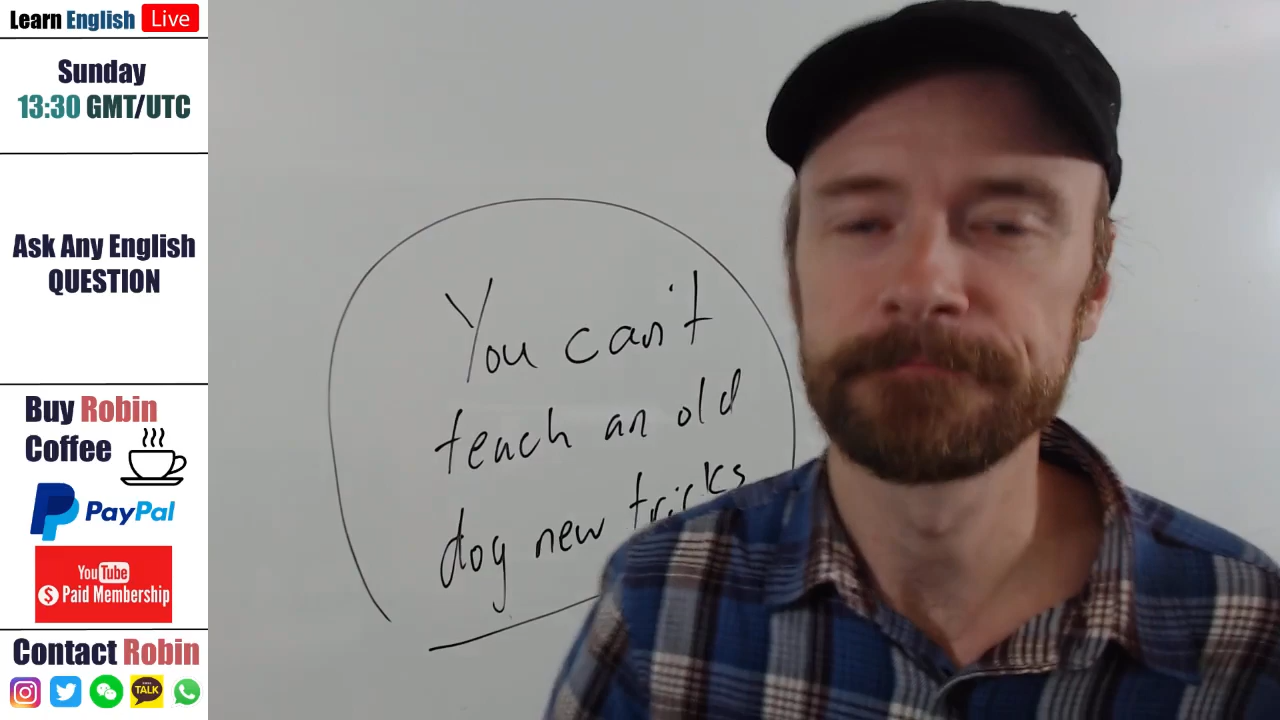 Learn English Live
Sunday
13:30 GMT/UTC
Ask Any English
QUESTION
Buy Robin
Coffee
PayPal
YouTube
$ Paid Membership
Contact Robin
TALK
You can't
teach an old
dog new tricks